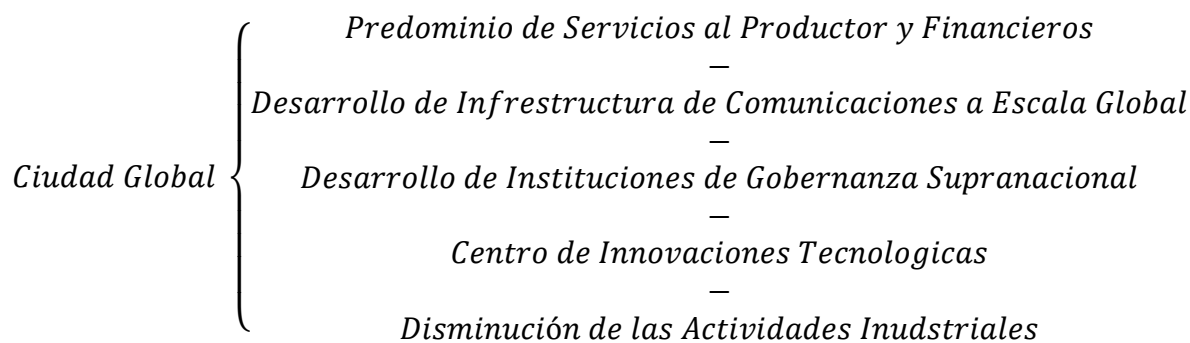 Predominio de Servicios al Productor y Financieros
—
Desarrollo de Infrestructura de Comunicaciones a Escala Global
—
Ciudad Global
Desarrollo de Instituciones de Gobernanza Supranacional
—
Centro de Innovaciones Tecnologicas
—
Disminución de las Actividades Inudstriales